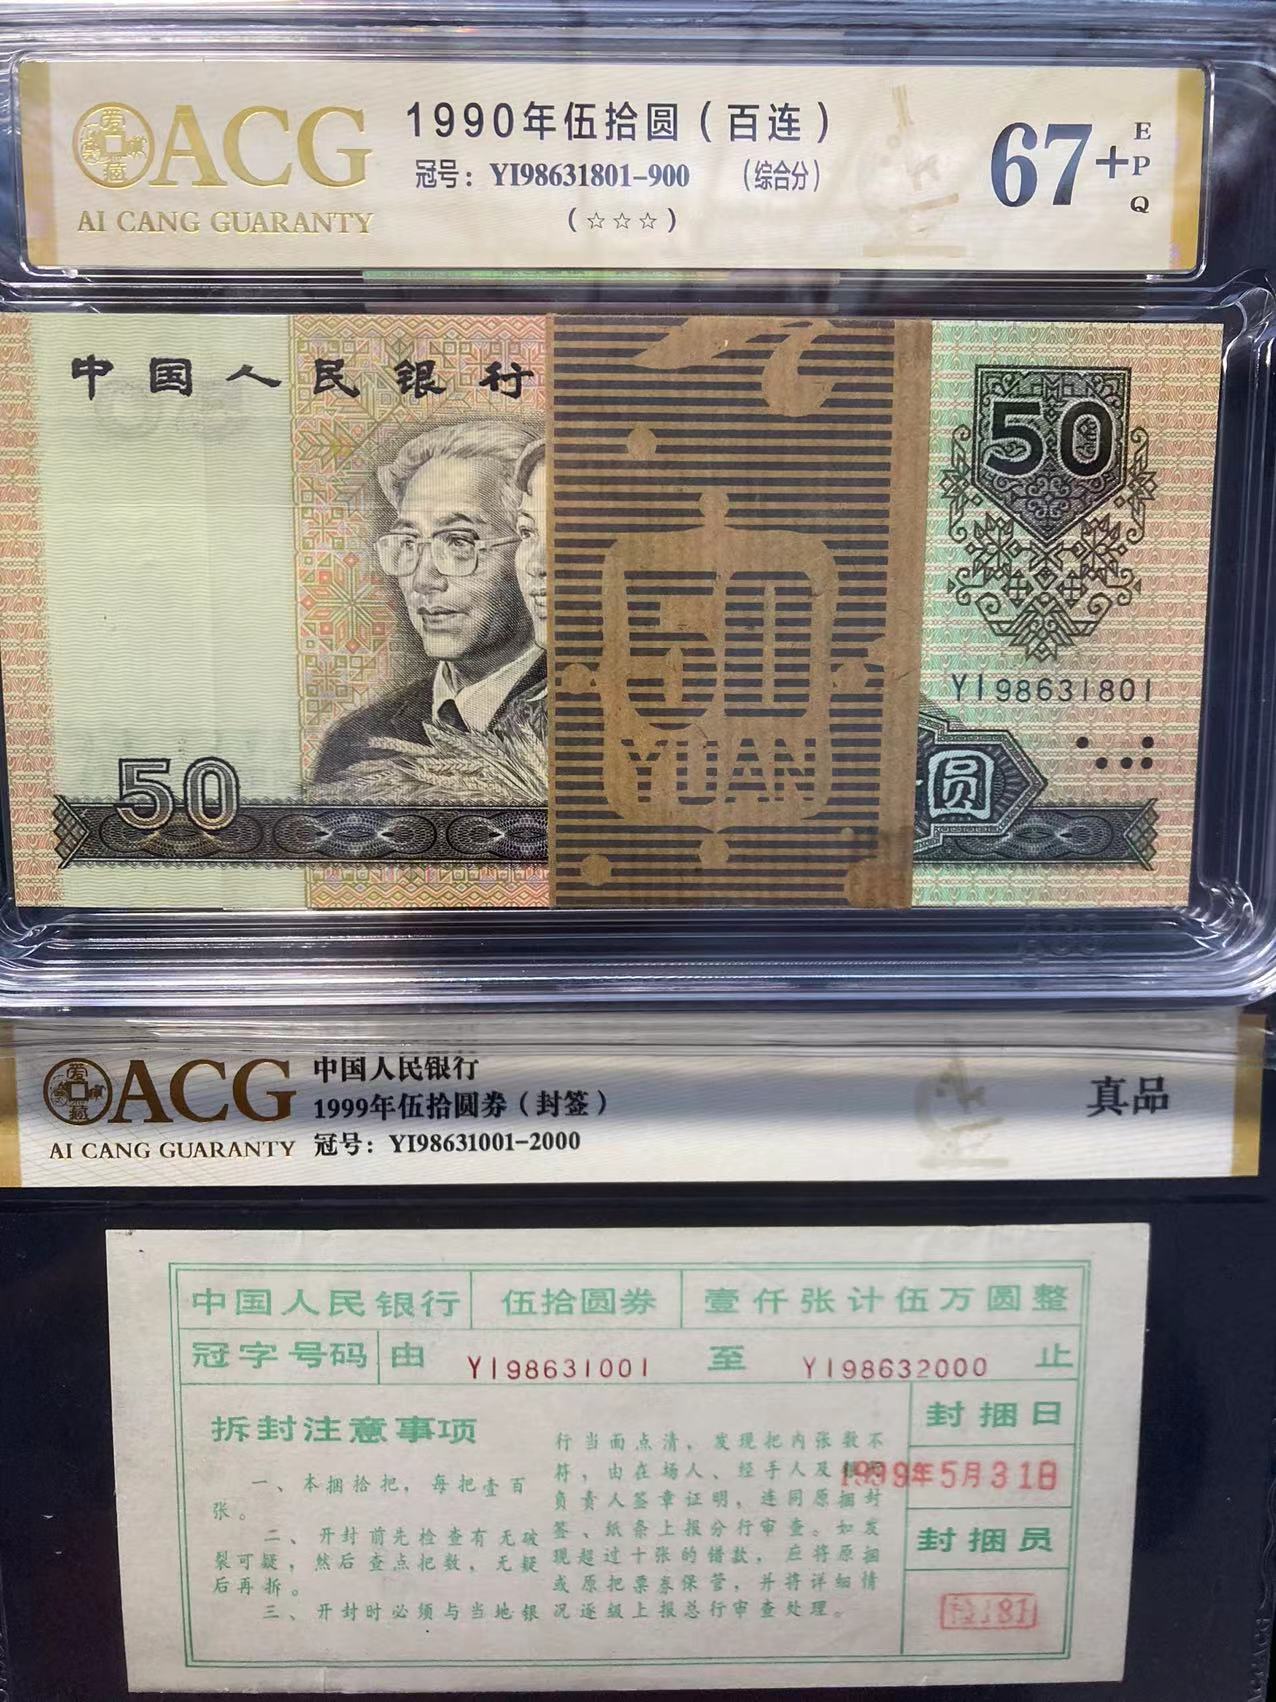 ACG
AI CANG GUARANTY
1990年伍拾圆（百连）
冠号：YI98631801-900 （综合分）
（☆☆☆）
67+
E
P
Q
中国人民银行
50
50
YI98631801
50
YUAN
圆
ACG
AI CANG GUARANTY
中国人民银行
1999年伍拾圆券（封签）
冠号：YI98631001-2000
真品
中国人民银行 伍拾圆券 壹仟张计伍万圆整
冠字号码 由 YI98631001 至 YI98632000 止
拆封注意事项
一、本捆拾把，每把壹百
张。
二、开封前先检查有无破
裂可疑，然后查点把数，无疑
后再拆。
三、开封时必须与当地银
行当面点清，发现把内张数不
符，由在场人、经手人及
负责人签章证明，连同原捆封
签、纸条上报分行审查。如发
现超过十张的错款，应将原捆
或原把票券保管，并将详细情
况逐级上报总行审查处理。
封捆日
1999年5月31日
封捆员
181